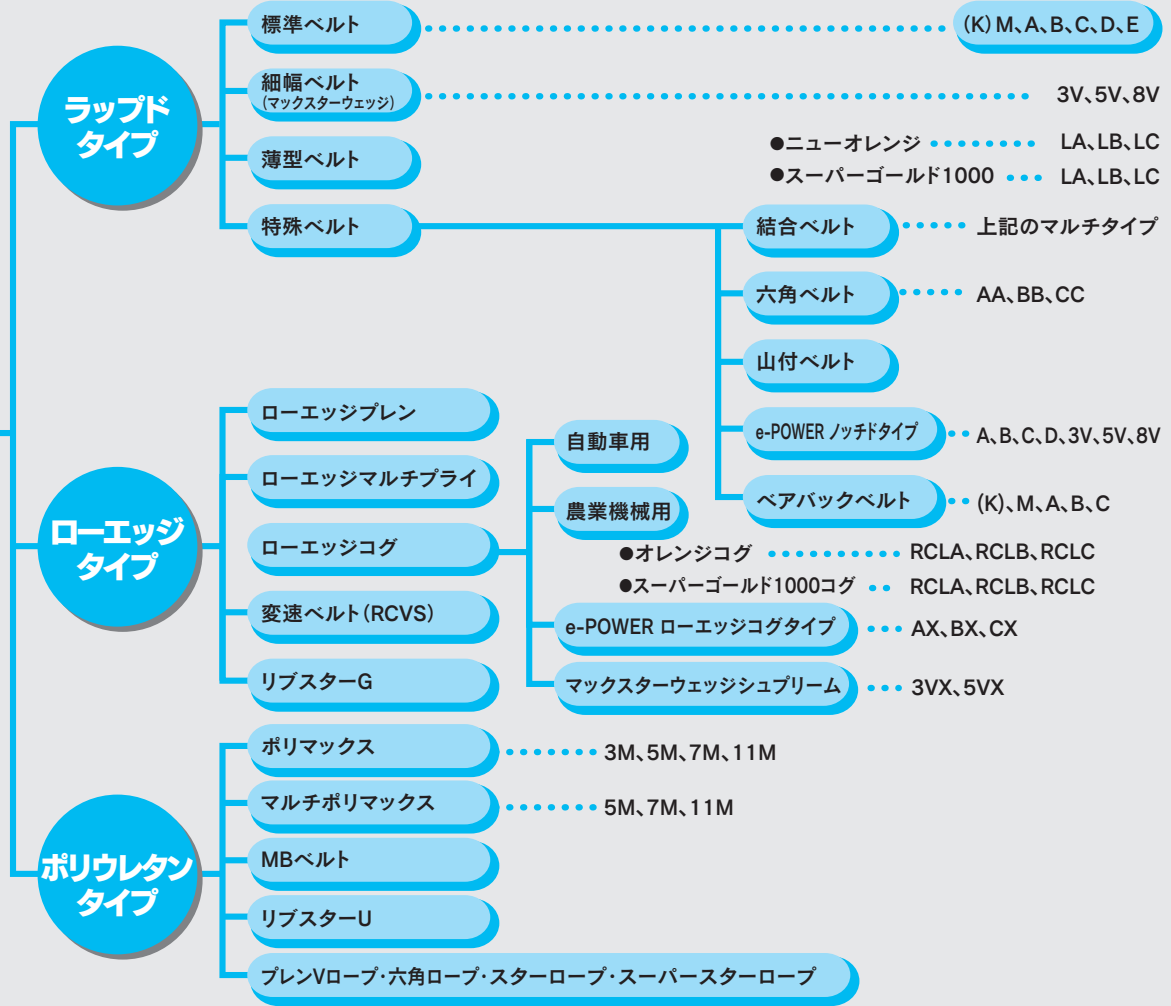 ラップド
タイプ
標準ベルト
(K)M、A、B、C、D、E
細幅ベルト
(マックスターウェッジ)
3V、5V、8V
薄型ベルト
●ニューオレンジ
LA、LB、LC
●スーパーゴールド1000
LA、LB、LC
特殊ベルト
結合ベルト
上記のマルチタイプ
六角ベルト
AA、BB、CC
山付ベルト
e-POWER ノッチドタイプ
A、B、C、D、3V、5V、8V
ベアバックベルト
(K)、M、A、B、C
ローエッジ
タイプ
ローエッジプレン
ローエッジマルチプライ
ローエッジコグ
自動車用
農業機械用
●オレンジコグ
RCLA、RCLB、RCLC
●スーパーゴールド1000コグ
RCLA、RCLB、RCLC
e-POWER ローエッジコグタイプ
AX、BX、CX
マックスターウェッジシュプリーム
3VX、5VX
変速ベルト(RCVS)
リブスターG
ポリウレタン
タイプ
ポリマックス
3M、5M、7M、11M
マルチポリマックス
5M、7M、11M
MBベルト
リブスターU
プレンVロープ・六角ロープ・スターロープ・スーパースターロープ